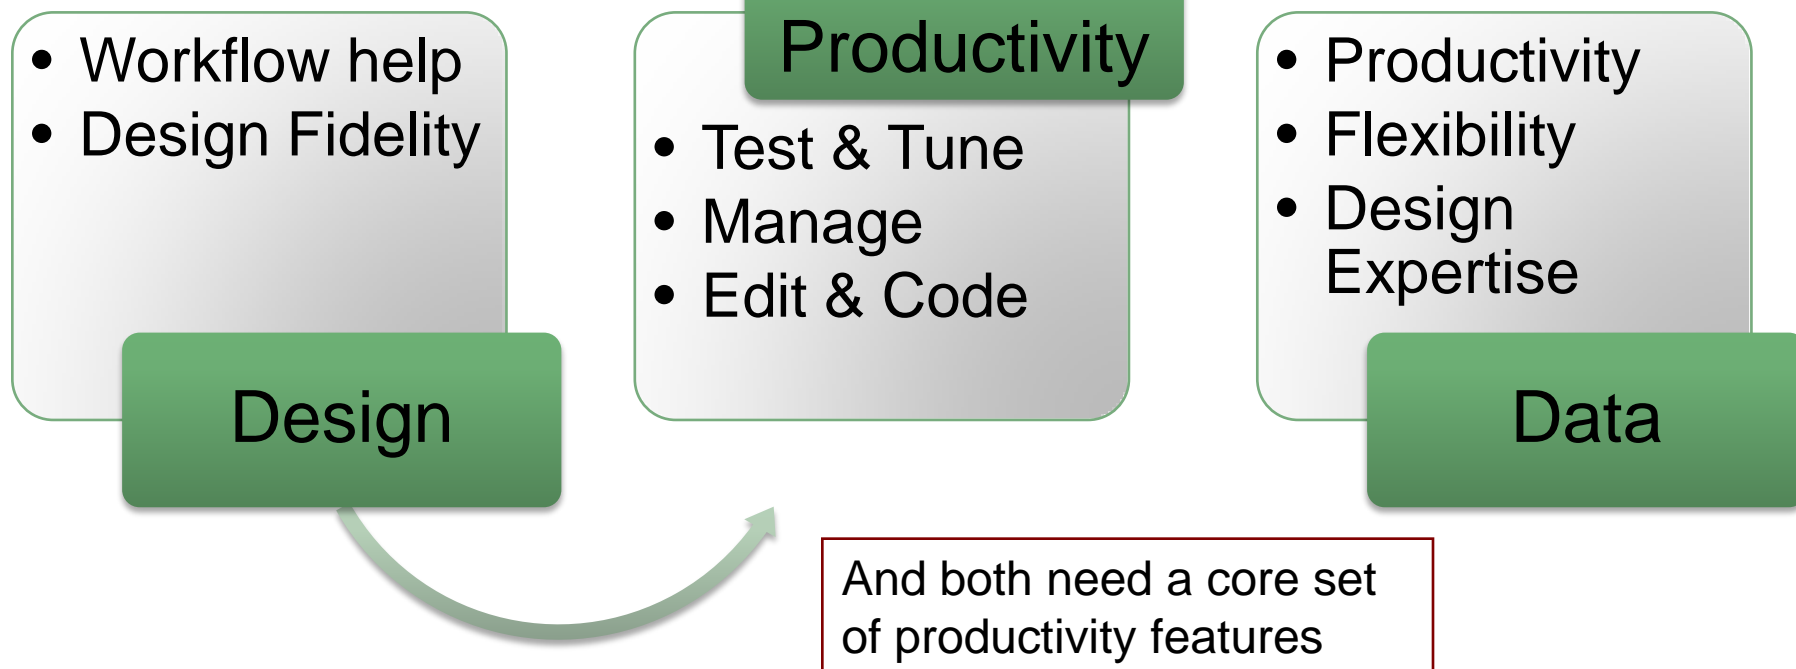 • Workflow help
• Design Fidelity
Design
Productivity
• Test & Tune
• Manage
• Edit & Code
• Productivity
• Flexibility
• Design
Expertise
Data
And both need a core set
of productivity features